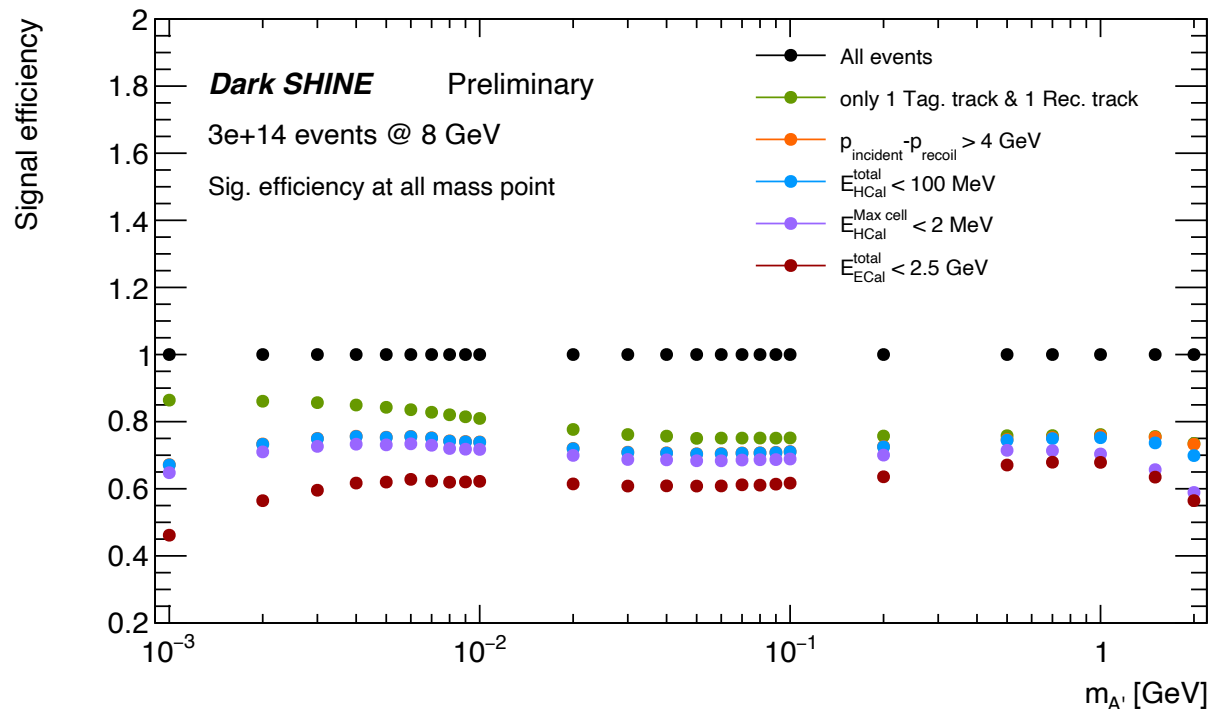 Signal efficiency
2
1.8
1.6
1.4
1.2
1
0.8
0.6
0.4
0.2
Dark SHINE Preliminary
3e+14 events @ 8 GeV
Sig. efficiency at all mass point
All events
only 1 Tag. track & 1 Rec. track
p_incident-p_recoil > 4 GeV
E_HCal^total < 100 MeV
E_HCal^Max cell < 2 MeV
E_ECal^total < 2.5 GeV
10⁻³ 10⁻² 10⁻¹ 1
m_A' [GeV]